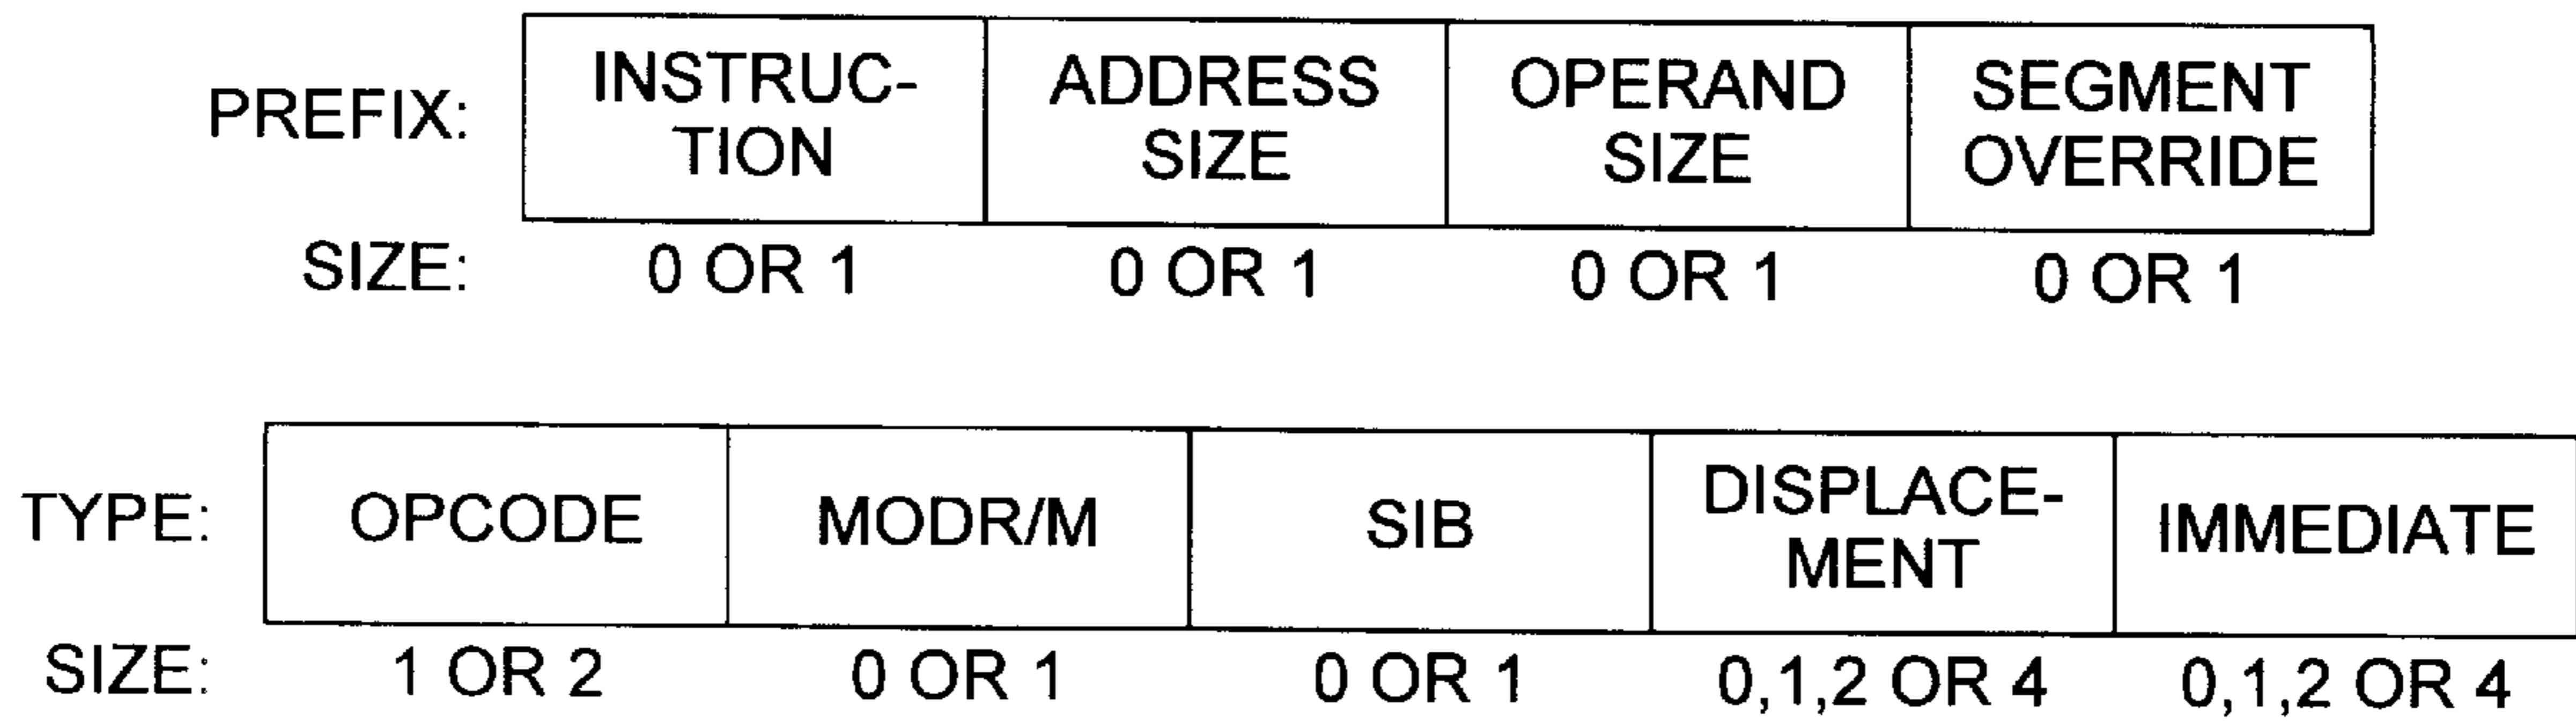 PREFIX: INSTRUC-
TION ADDRESS
SIZE OPERAND
SIZE SEGMENT
OVERRIDE
SIZE: 0 OR 1 0 OR 1 0 OR 1 0 OR 1
TYPE: OPCODE MODR/M SIB DISPLACE-
MENT IMMEDIATE
SIZE: 1 OR 2 0 OR 1 0 OR 1 0,1,2 OR 4 0,1,2 OR 4